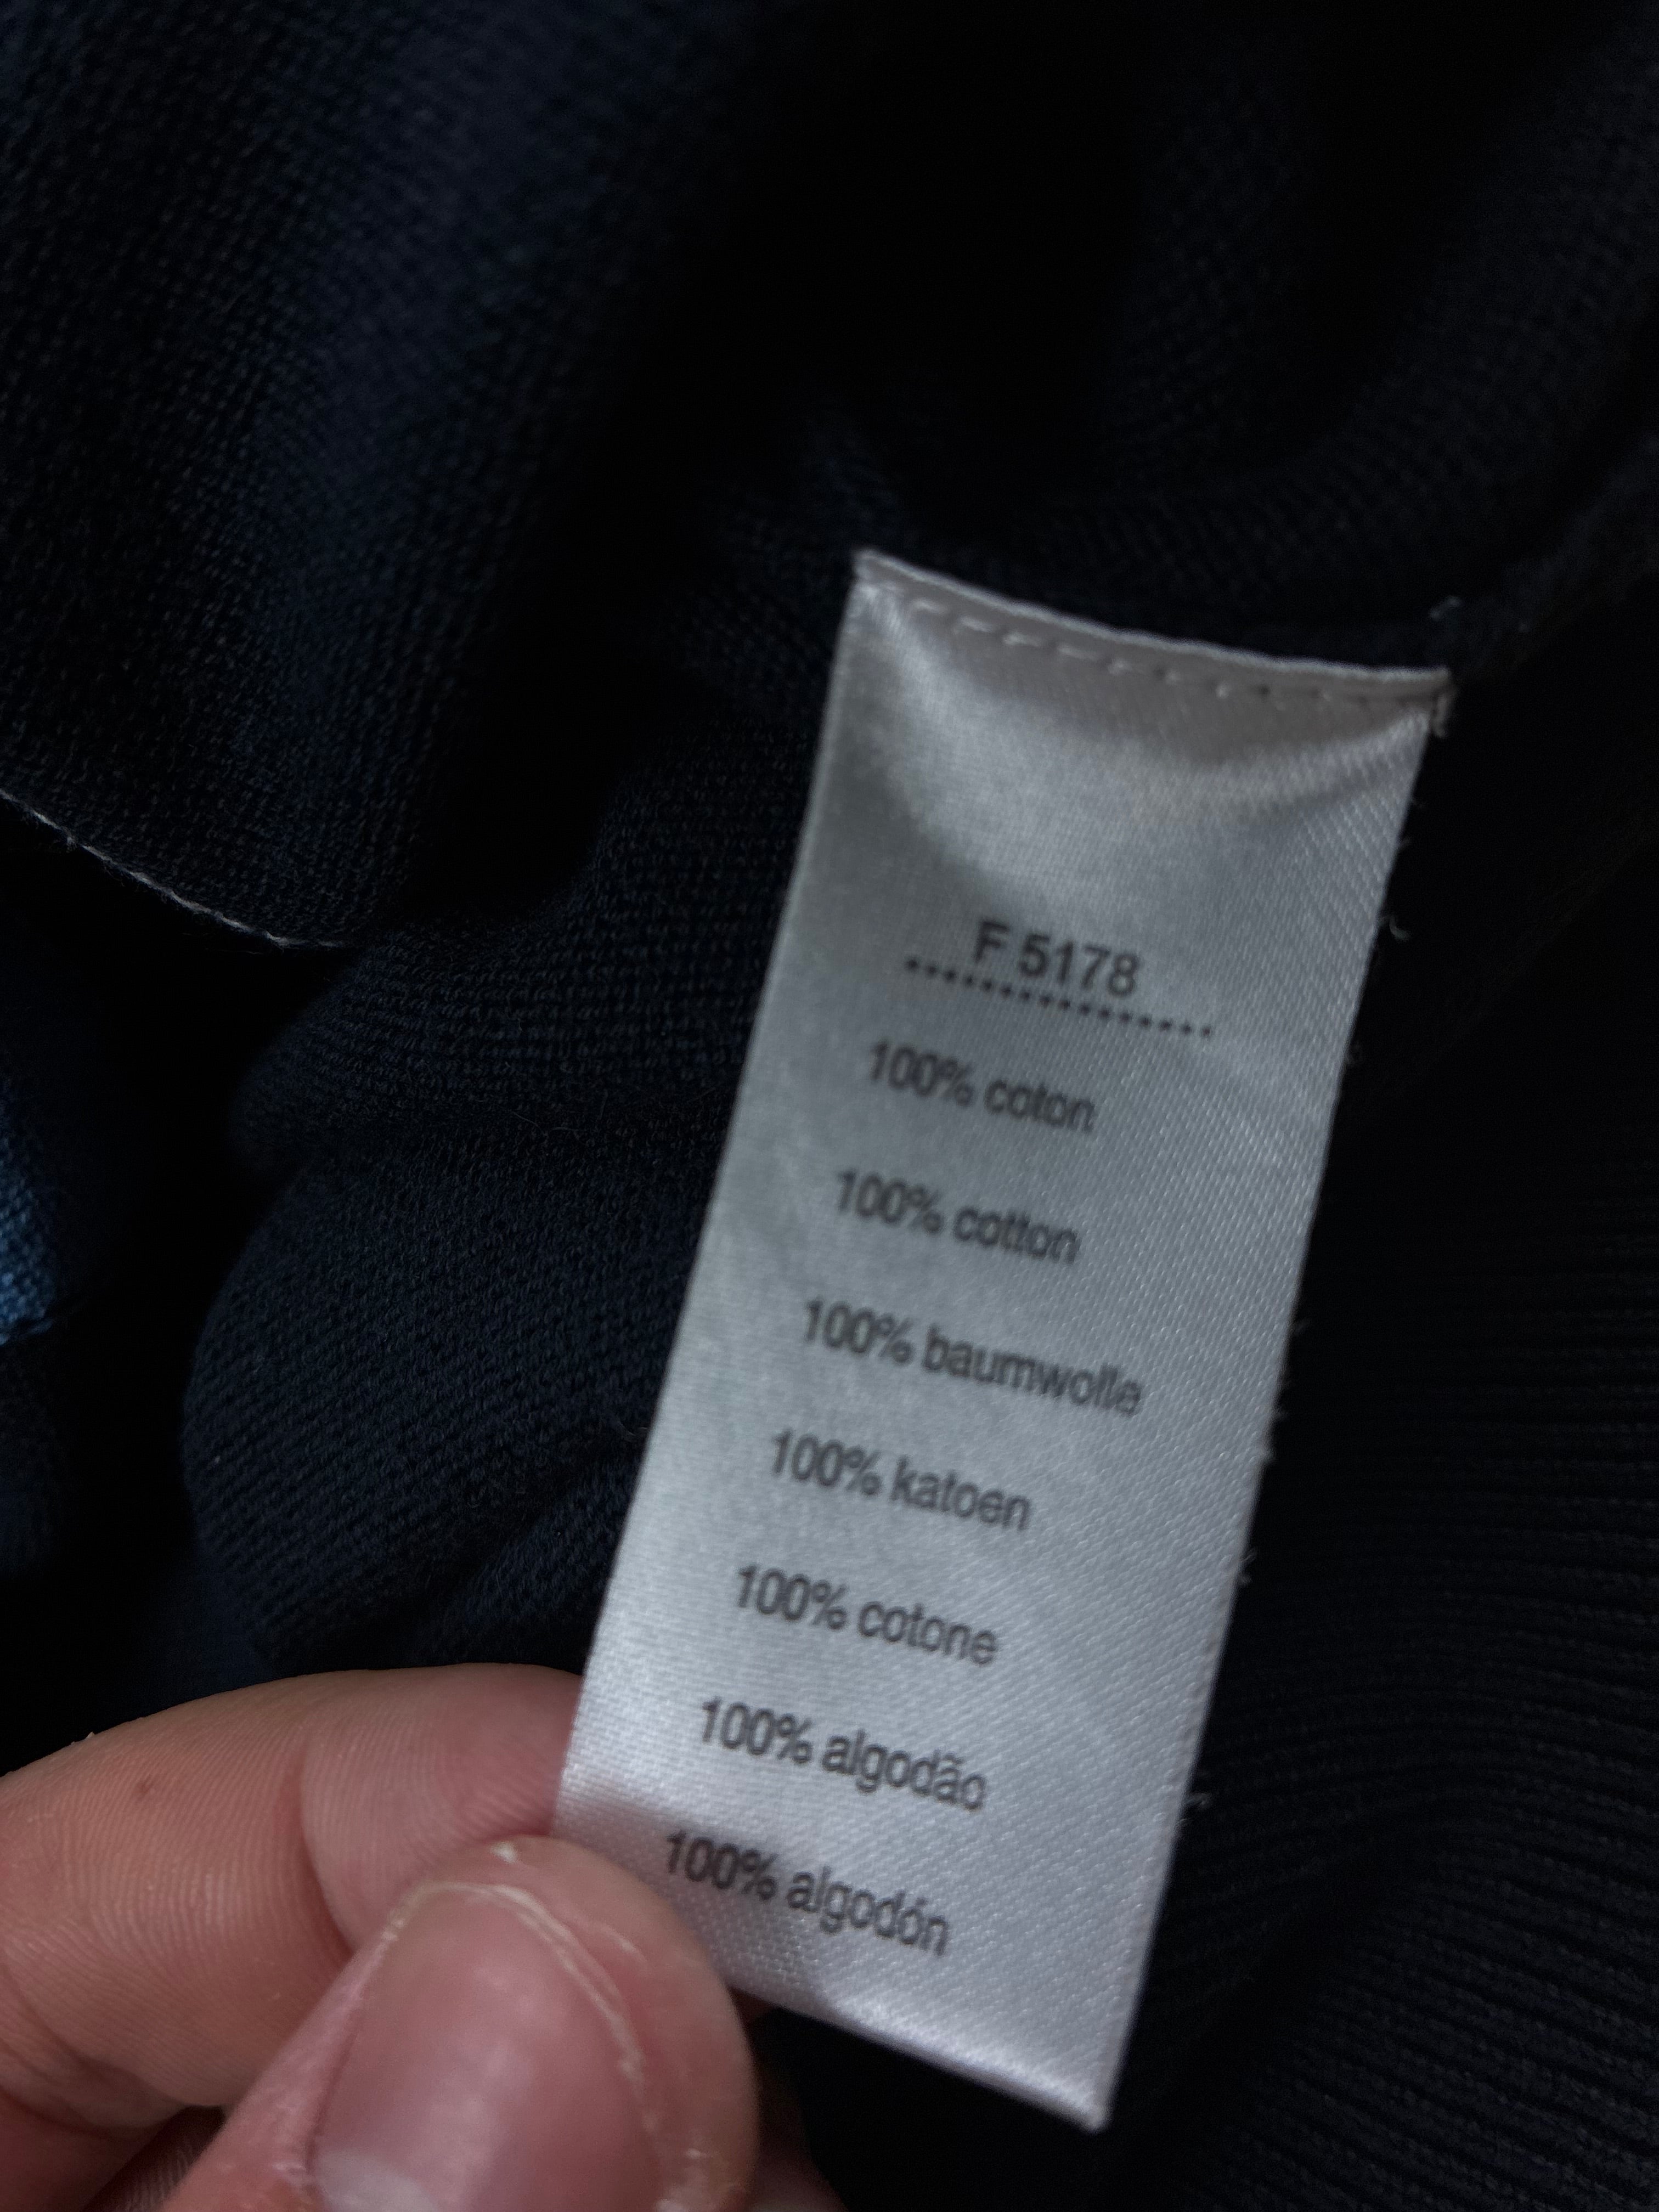 F 5178
100% coton
100% cotton
100% baumwolle
100% katoen
100% cotone
100% algodão
100% algodón